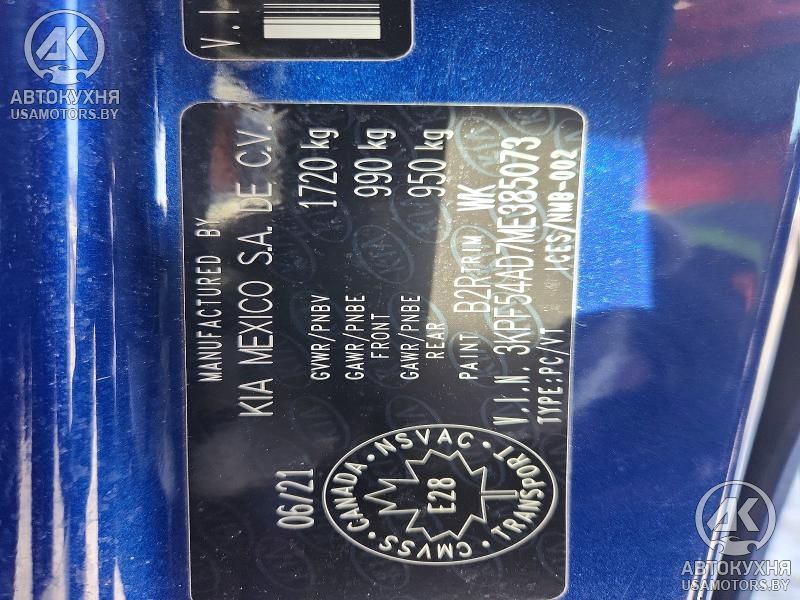 V.I
MANUFACTURED BY
KIA MEXICO S.A. DE C.V.
06/21
GVWR/PNBV 1720 kg
GAWR/PNBE FRONT 990 kg
GAWR/PNBE REAR 950 kg
PAINT B2R TRIM WK
V.I.N. 3KPF54AD7ME385073
TYPE:PC/VT ICES/NMB-002
CMVSS · CANADA · NSVAC · TRANSPORT ·
E28
АК
АВТОКУХНЯ
USAMOTORS.BY
АК
АВТОКУХНЯ
USAMOTORS.BY